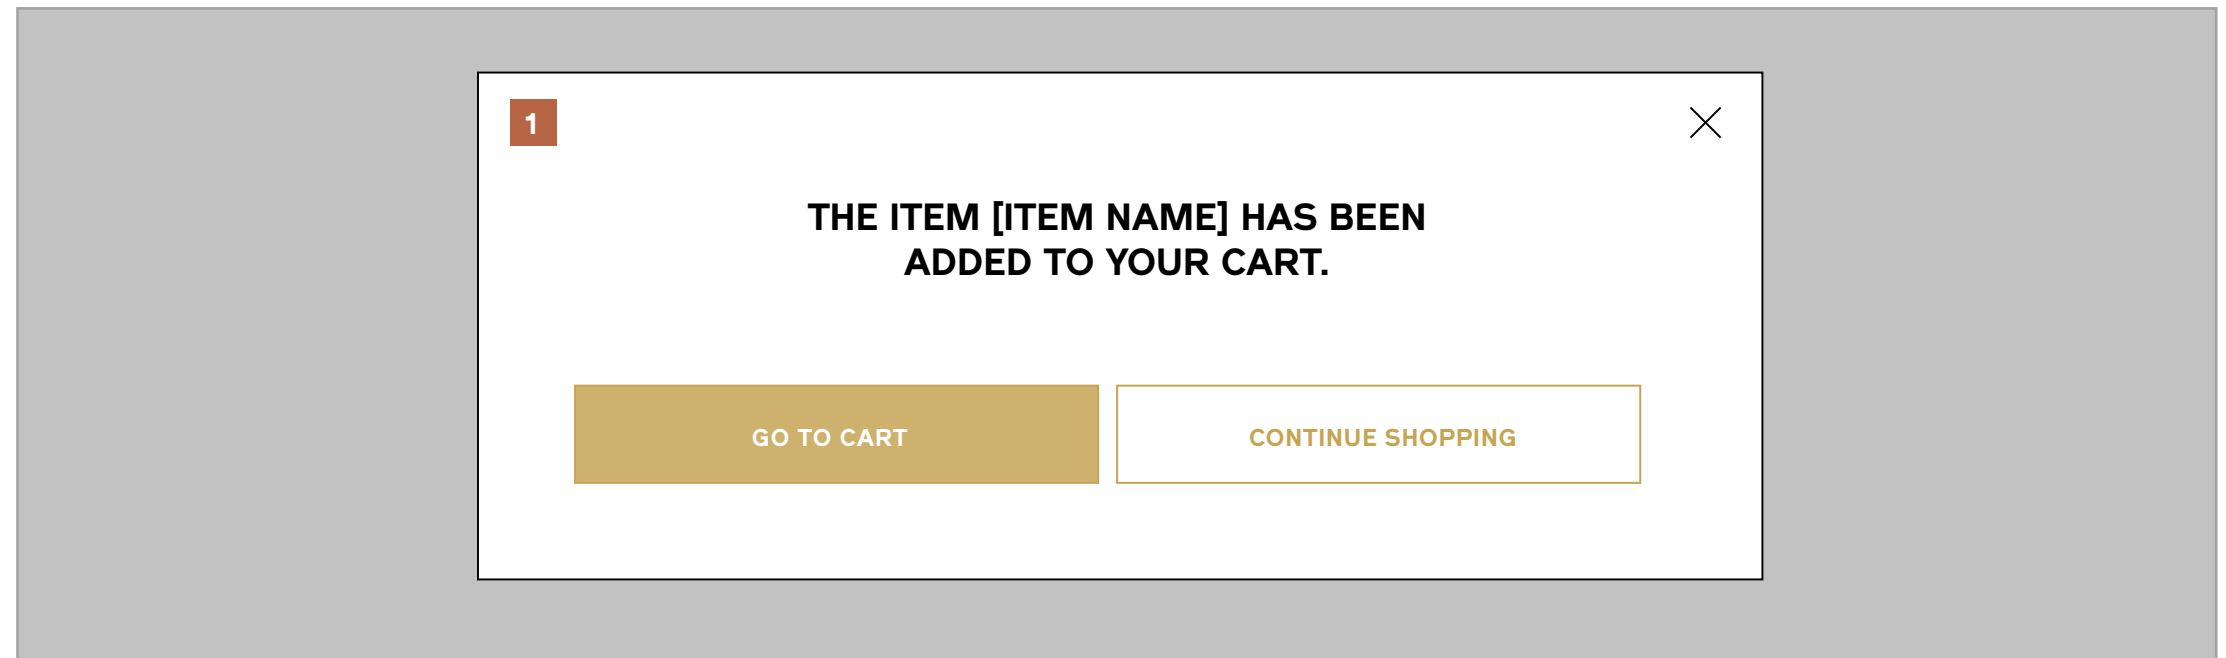 1
THE ITEM [ITEM NAME] HAS BEEN
ADDED TO YOUR CART.
GO TO CART
CONTINUE SHOPPING